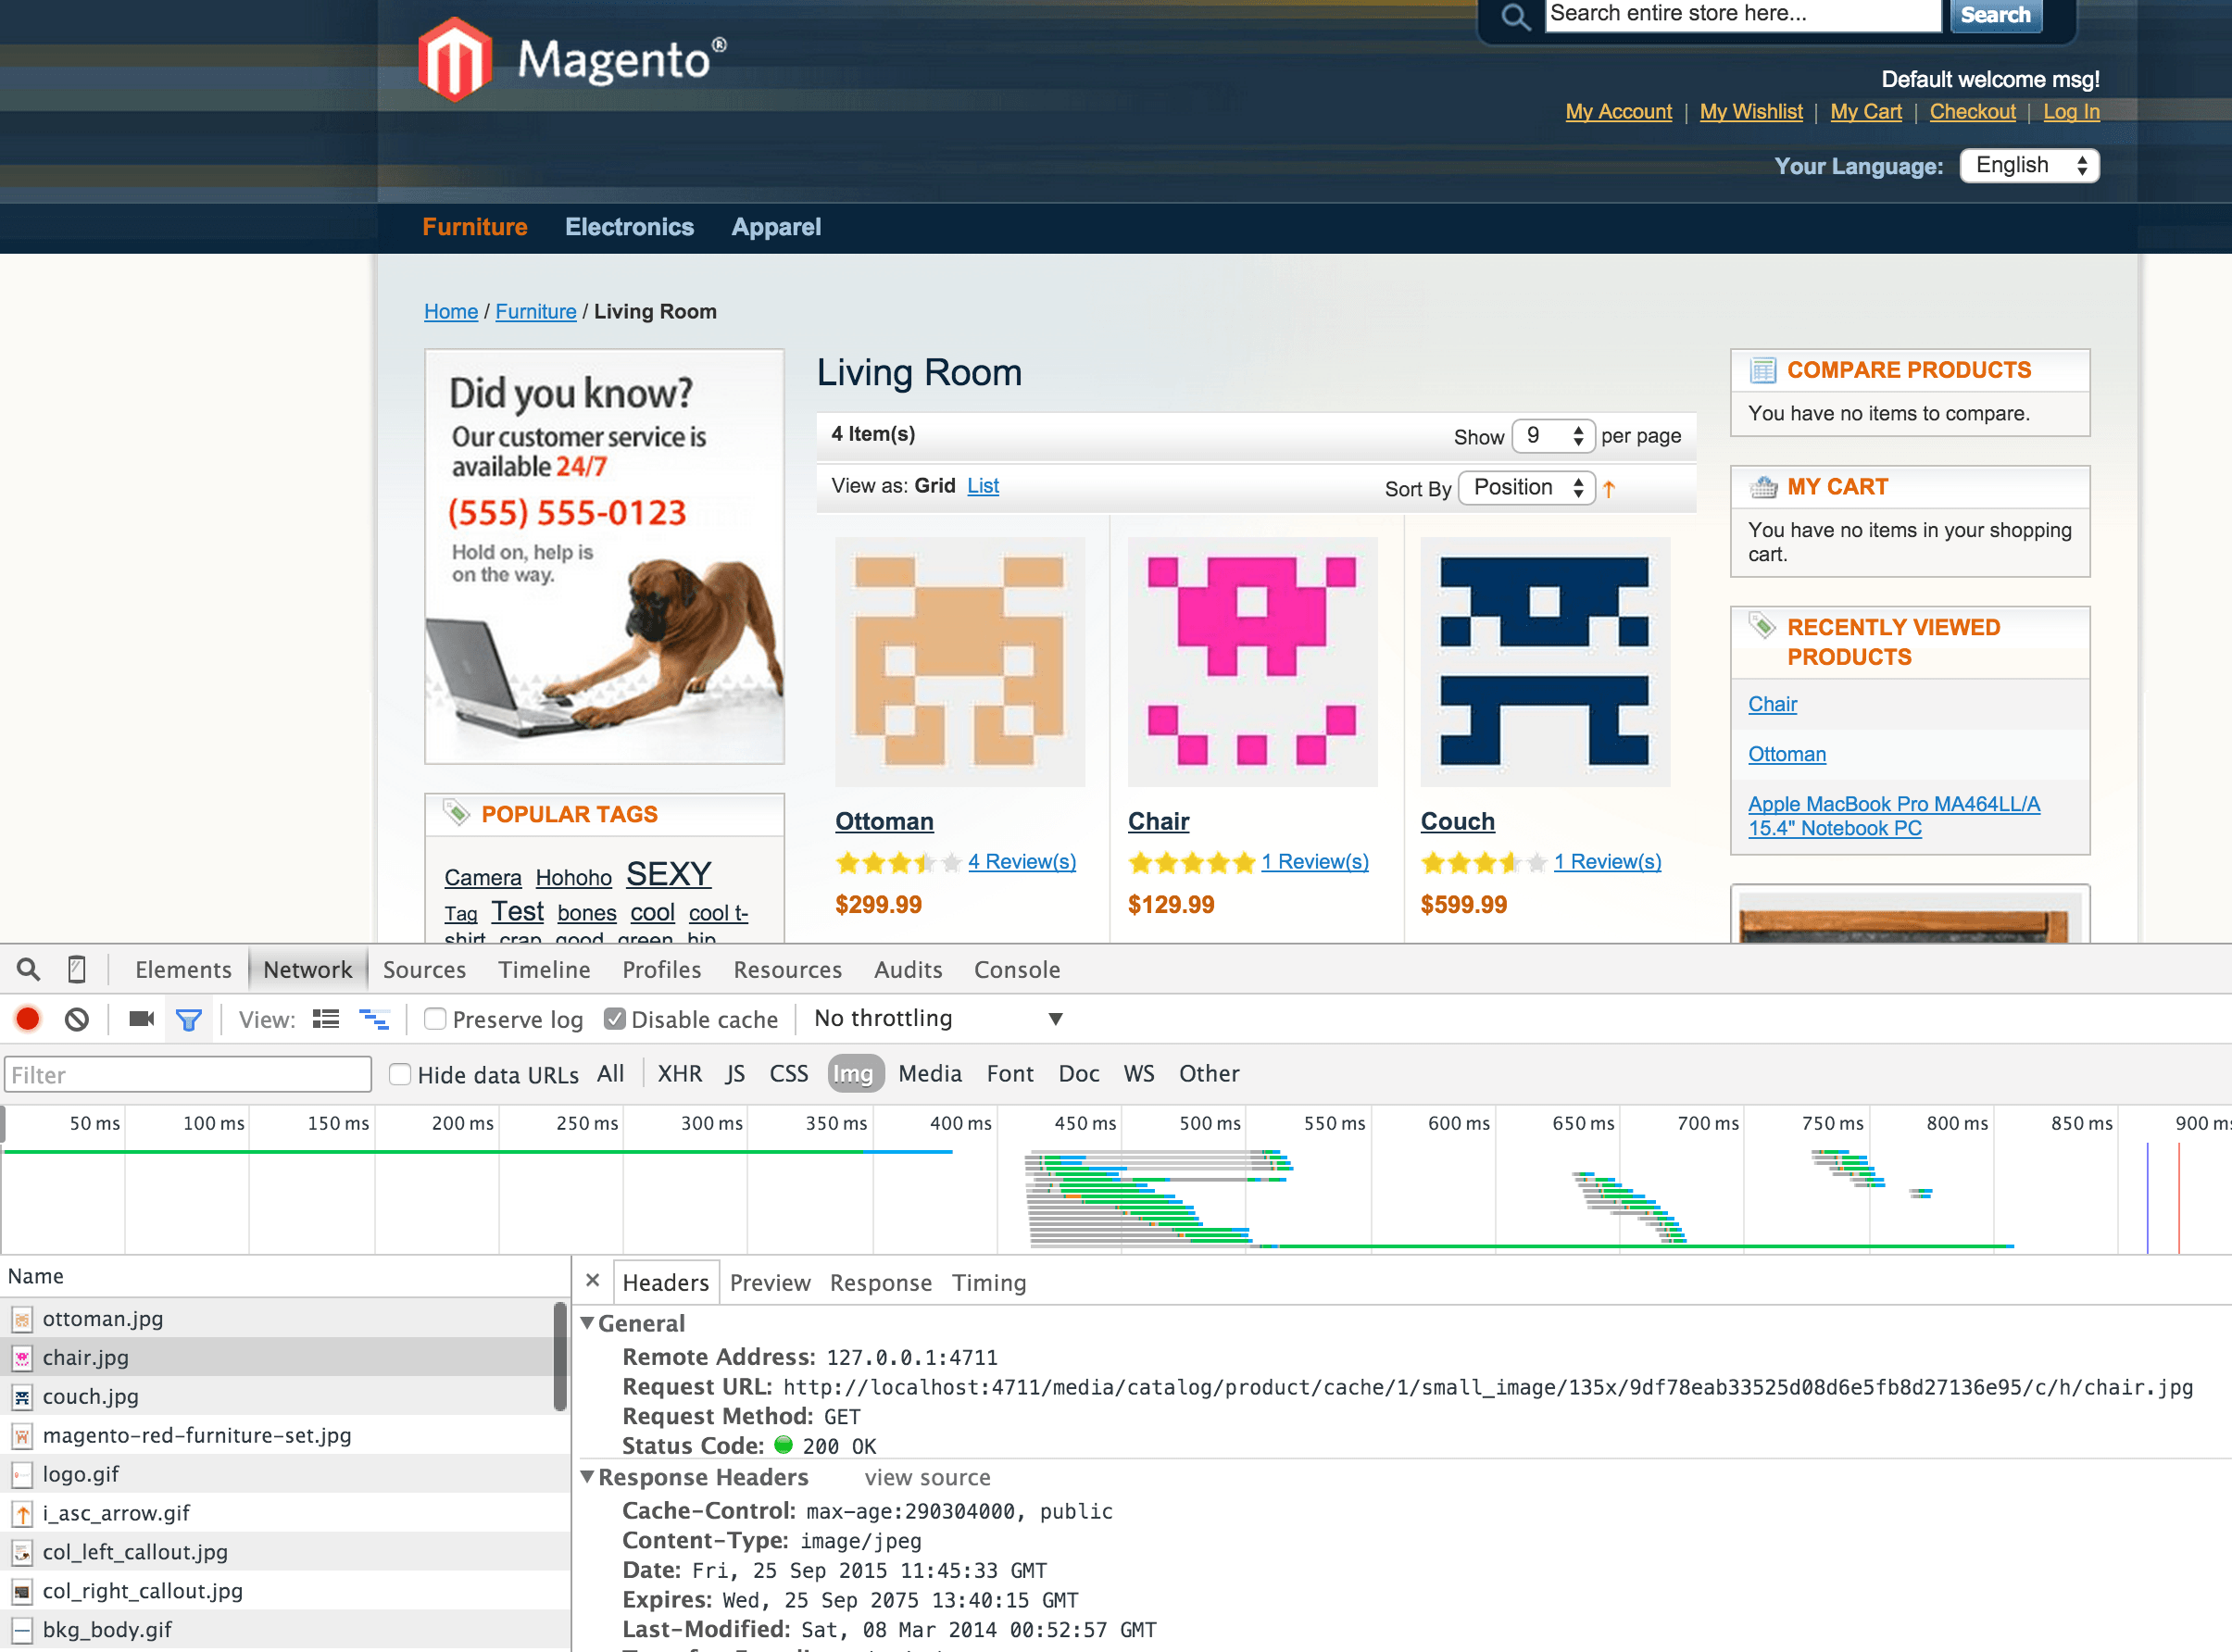 Magento®
Search entire store here...
Search
Default welcome msg!
My Account | My Wishlist | My Cart | Checkout | Log In
Your Language: English
Furniture Electronics Apparel
Home / Furniture / Living Room
Did you know?
Our customer service is
available 24/7
(555) 555-0123
Hold on, help is
on the way.
POPULAR TAGS
Camera Hohoho SEXY
Tag Test bones cool cool t-
shirt crap good green hip
Living Room
4 Item(s)
Show 9 per page
View as: Grid List
Sort By Position
Ottoman
4 Review(s)
$299.99
Chair
1 Review(s)
$129.99
Couch
1 Review(s)
$599.99
COMPARE PRODUCTS
You have no items to compare.
MY CART
You have no items in your shopping
cart.
RECENTLY VIEWED
PRODUCTS
Chair
Ottoman
Apple MacBook Pro MA464LL/A
15.4" Notebook PC
Elements Network Sources Timeline Profiles Resources Audits Console
View: Preserve log Disable cache No throttling
Filter Hide data URLs All XHR JS CSS Img Media Font Doc WS Other
50 ms 100 ms 150 ms 200 ms 250 ms 300 ms 350 ms 400 ms 450 ms 500 ms 550 ms 600 ms 650 ms 700 ms 750 ms 800 ms 850 ms 900 ms
Name
ottoman.jpg
chair.jpg
couch.jpg
magento-red-furniture-set.jpg
logo.gif
i_asc_arrow.gif
col_left_callout.jpg
col_right_callout.jpg
bkg_body.gif
× Headers Preview Response Timing
General
Remote Address: 127.0.0.1:4711
Request URL: http://localhost:4711/media/catalog/product/cache/1/small_image/135x/9df78eab33525d08d6e5fb8d27136e95/c/h/chair.jpg
Request Method: GET
Status Code: 200 OK
Response Headers view source
Cache-Control: max-age:290304000, public
Content-Type: image/jpeg
Date: Fri, 25 Sep 2015 11:45:33 GMT
Expires: Wed, 25 Sep 2075 13:40:15 GMT
Last-Modified: Sat, 08 Mar 2014 00:52:57 GMT